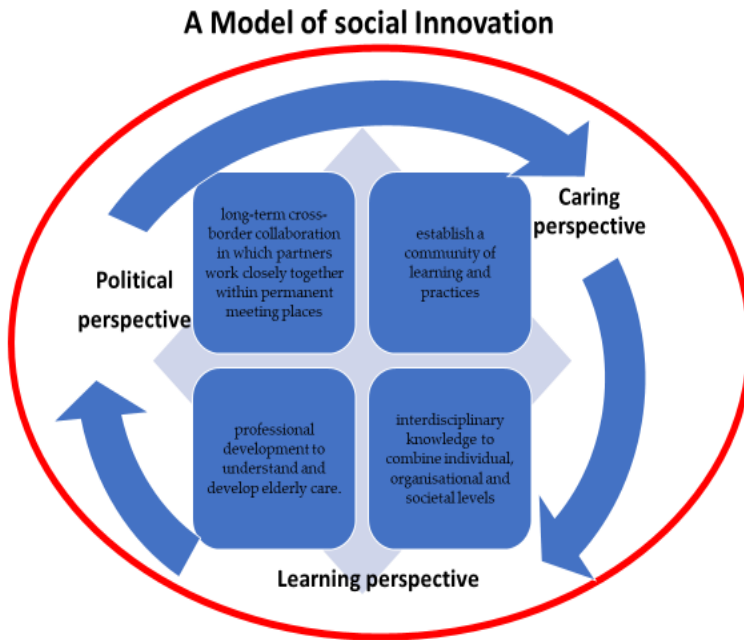 A Model of social Innovation
long-term cross-
border collaboration
in which partners
work closely together
within permanent
meeting places
establish a
community of
learning and
practices
Caring
perspective
Political
perspective
professional
development to
understand and
develop elderly care.
interdisciplinary
knowledge to
combine individual,
organisational and
societal levels
Learning perspective